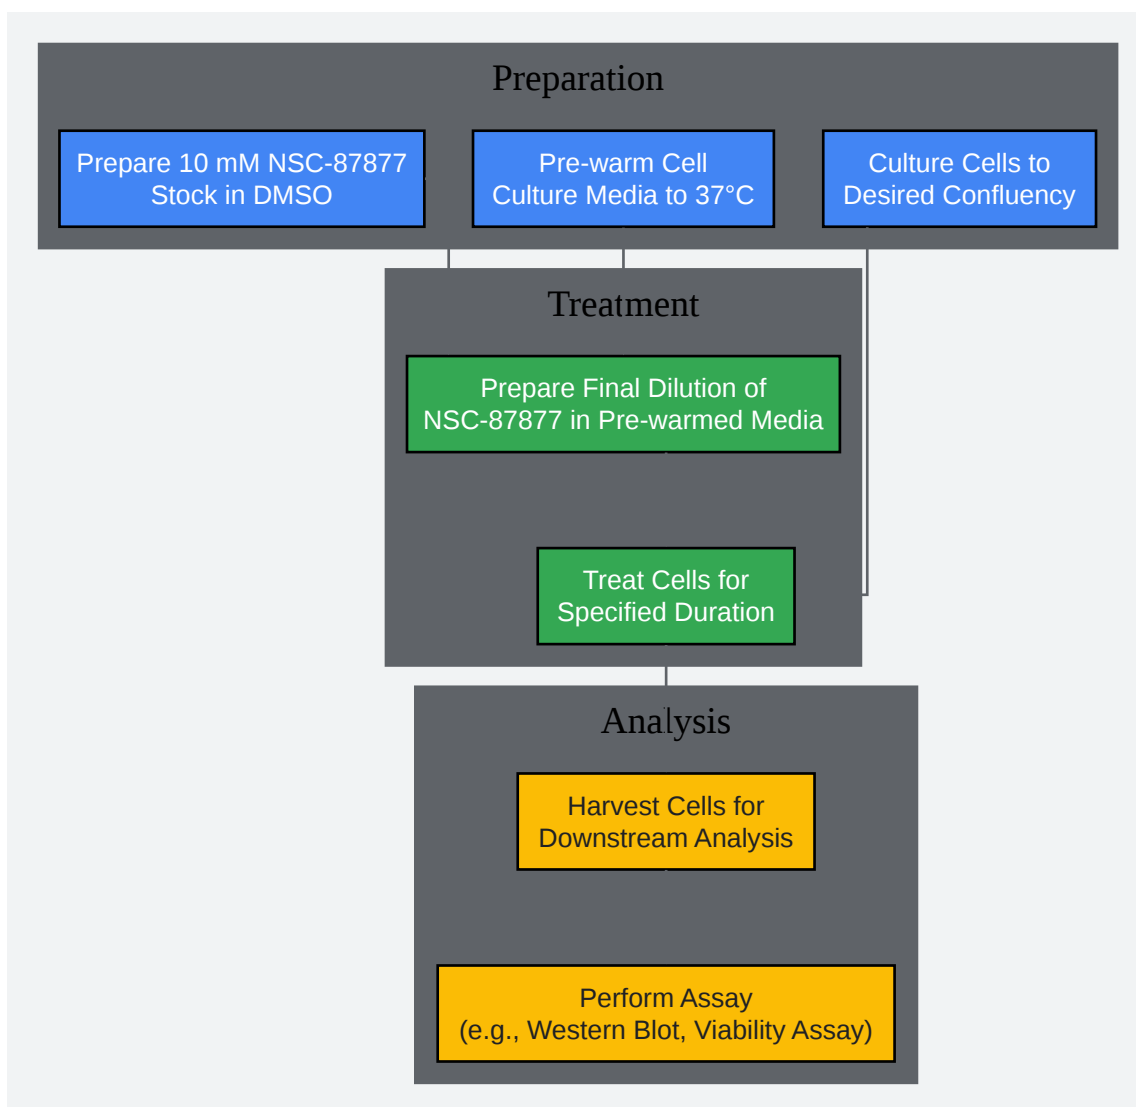 Preparation
Prepare 10 mM NSC-87877
Stock in DMSO
Pre-warm Cell
Culture Media to 37°C
Culture Cells to
Desired Confluency
Treatment
Prepare Final Dilution of
NSC-87877 in Pre-warmed Media
Treat Cells for
Specified Duration
Analysis
Harvest Cells for
Downstream Analysis
Perform Assay
(e.g., Western Blot, Viability Assay)